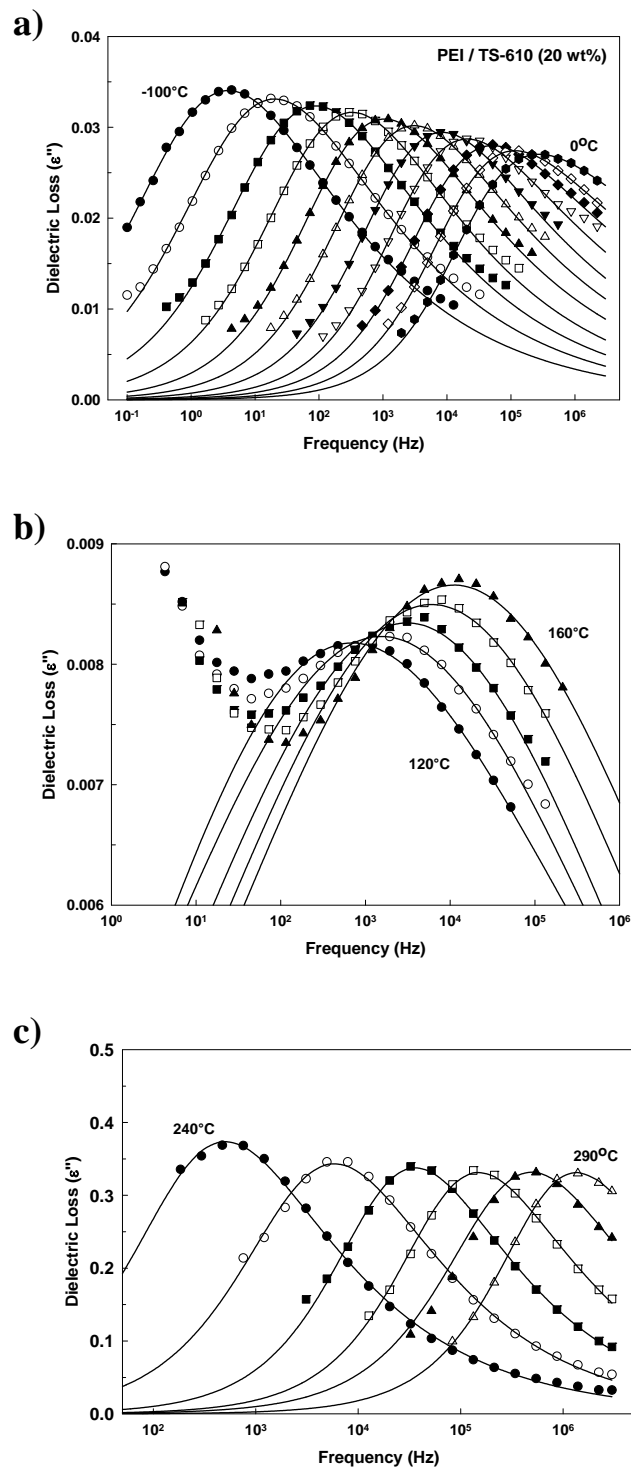 a)
0.04
PEI / TS-610 (20 wt%)
-100°C
0°C
0.03
0.02
0.01
0.00
Dielectric Loss (ε'')
10-1 100 101 102 103 104 105 106
Frequency (Hz)
b)
0.009
160°C
0.008
120°C
0.007
0.006
Dielectric Loss (ε'')
100 101 102 103 104 105 106
Frequency (Hz)
c)
0.5
240°C
290°C
0.4
0.3
0.2
0.1
0.0
Dielectric Loss (ε'')
102 103 104 105 106
Frequency (Hz)